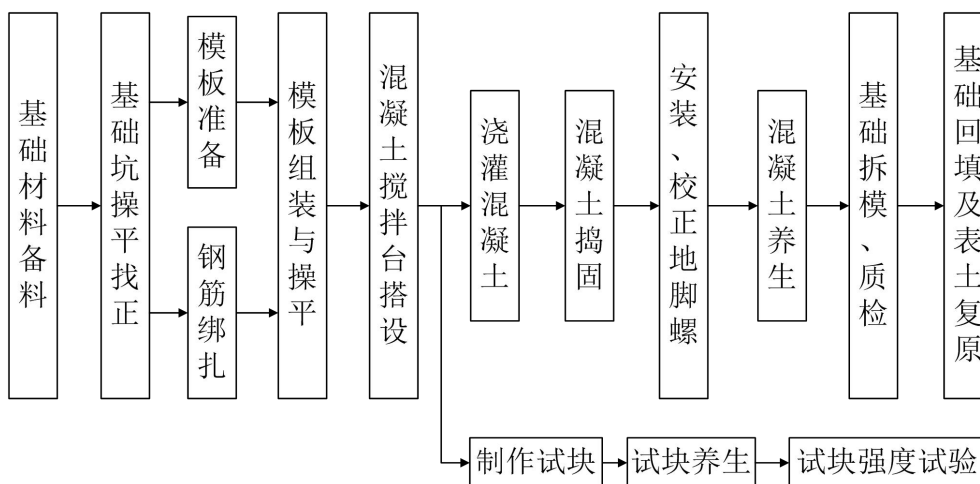 基础材料备料
基础坑操平找正
模板准备
钢筋绑扎
模板组装与操平
混凝土搅拌台搭设
浇灌混凝土
混凝土捣固
安装、校正地脚螺
混凝土养生
基础拆模、质检
基础回填及表土复原
制作试块
试块养生
试块强度试验